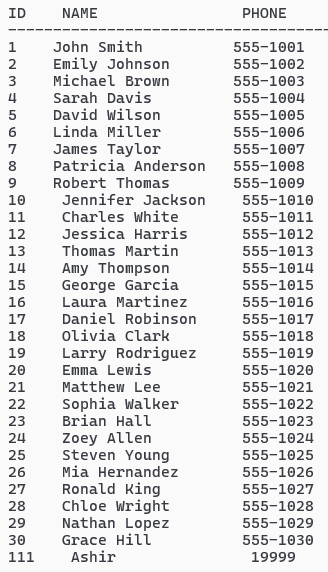 ID    NAME                PHONE
------------------------------------
1    John Smith          555-1001
2    Emily Johnson        555-1002
3    Michael Brown        555-1003
4    Sarah Davis          555-1004
5    David Wilson         555-1005
6    Linda Miller         555-1006
7    James Taylor         555-1007
8    Patricia Anderson   555-1008
9    Robert Thomas       555-1009
10    Jennifer Jackson    555-1010
11    Charles White       555-1011
12    Jessica Harris      555-1012
13    Thomas Martin       555-1013
14    Amy Thompson        555-1014
15    George Garcia       555-1015
16    Laura Martinez      555-1016
17    Daniel Robinson     555-1017
18    Olivia Clark        555-1018
19    Larry Rodriguez     555-1019
20    Emma Lewis          555-1020
21    Matthew Lee         555-1021
22    Sophia Walker       555-1022
23    Brian Hall          555-1023
24    Zoey Allen          555-1024
25    Steven Young        555-1025
26    Mia Hernandez       555-1026
27    Ronald King         555-1027
28    Chloe Wright        555-1028
29    Nathan Lopez        555-1029
30    Grace Hill          555-1030
111    Ashir               19999